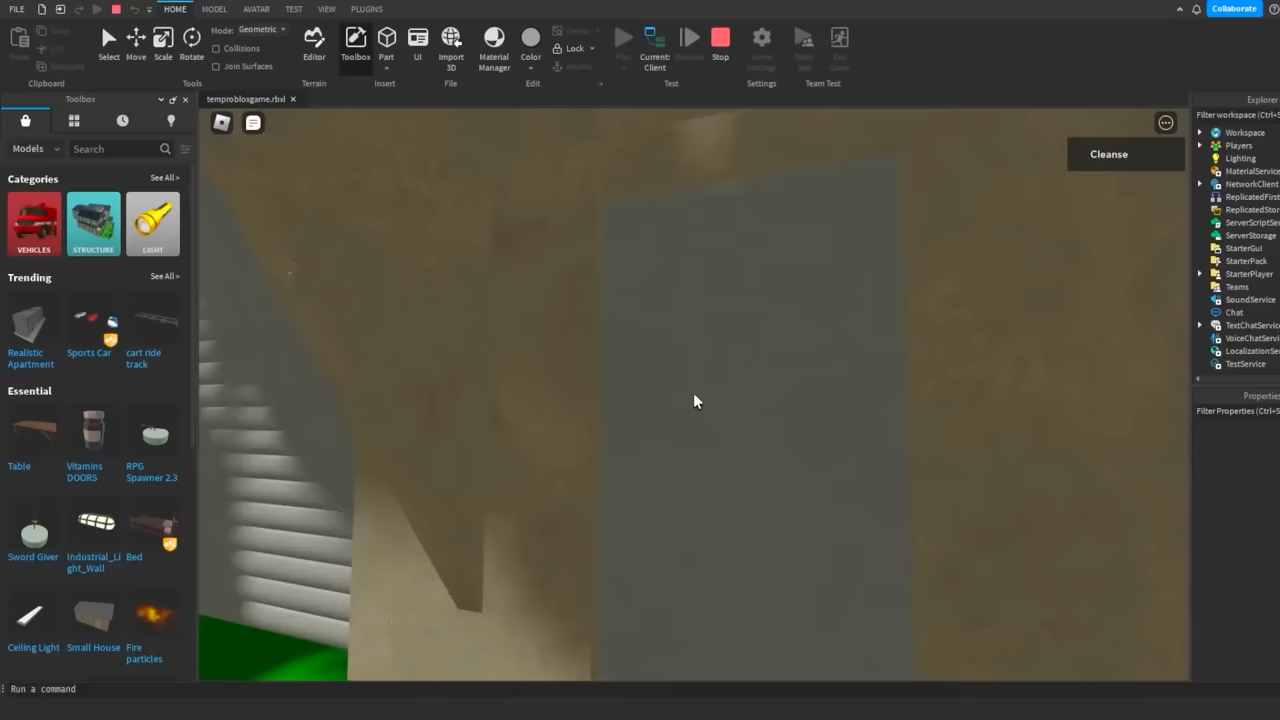 FILE HOME MODEL AVATAR TEST VIEW PLUGINS Collaborate
Mode: Geometric
Collisions
Join Surfaces
Select Move Scale Rotate Editor Toolbox Part UI Import 3D Material Manager Color Lock Current: Client Stop
Clipboard Tools Terrain Insert File Edit Test Settings Team Test
Toolbox
temprobloxgame.rbxl
Models Search
Categories See All >
VEHICLES STRUCTURE LIGHT
Trending See All >
Realistic Apartment
Sports Car
cart ride track
Essential
Table
Vitamins DOORS
RPG Spawner 2.3
Sword Giver
Industrial_Li
ght_Wall
Bed
Ceiling Light
Small House
Fire particles
Cleanse
Explorer
Filter workspace (Ctrl+S
Workspace
Players
Lighting
MaterialService
NetworkClient
ReplicatedFirst
ReplicatedStor
ServerScriptSer
ServerStorage
StarterGui
StarterPack
StarterPlayer
Teams
SoundService
Chat
TextChatService
VoiceChatServi
LocalizationSer
TestService
Properties
Filter Properties (Ctrl+S
Run a command